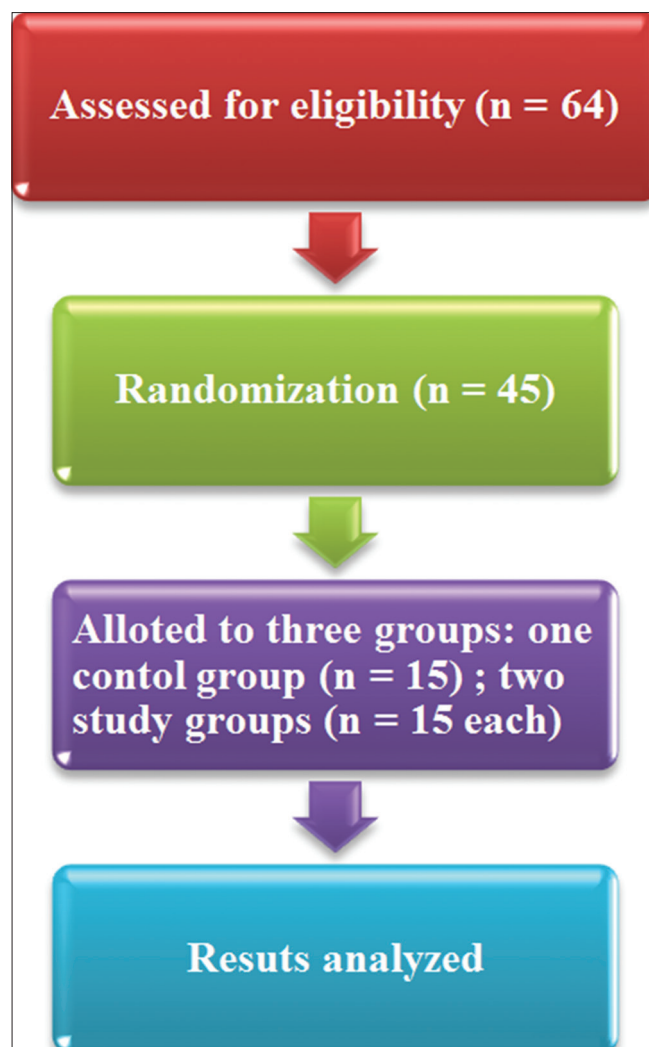 Assessed for eligibility (n = 64)
Randomization (n = 45)
Alloted to three groups: one
contol group (n = 15) ; two
study groups (n = 15 each)
Resuts analyzed